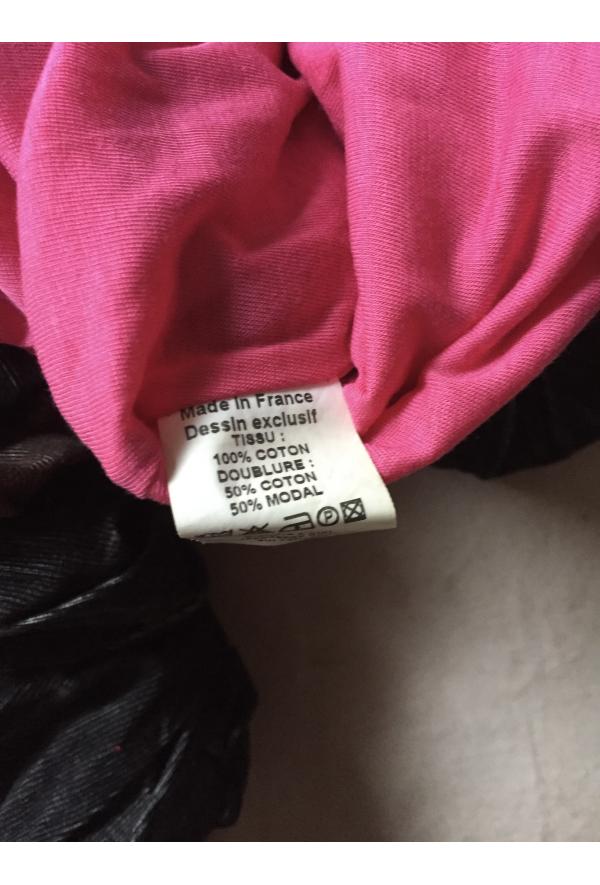 Made in France
Dessin exclusif
TISSU :
100% COTON
DOUBLURE :
50% COTON
50% MODAL
P